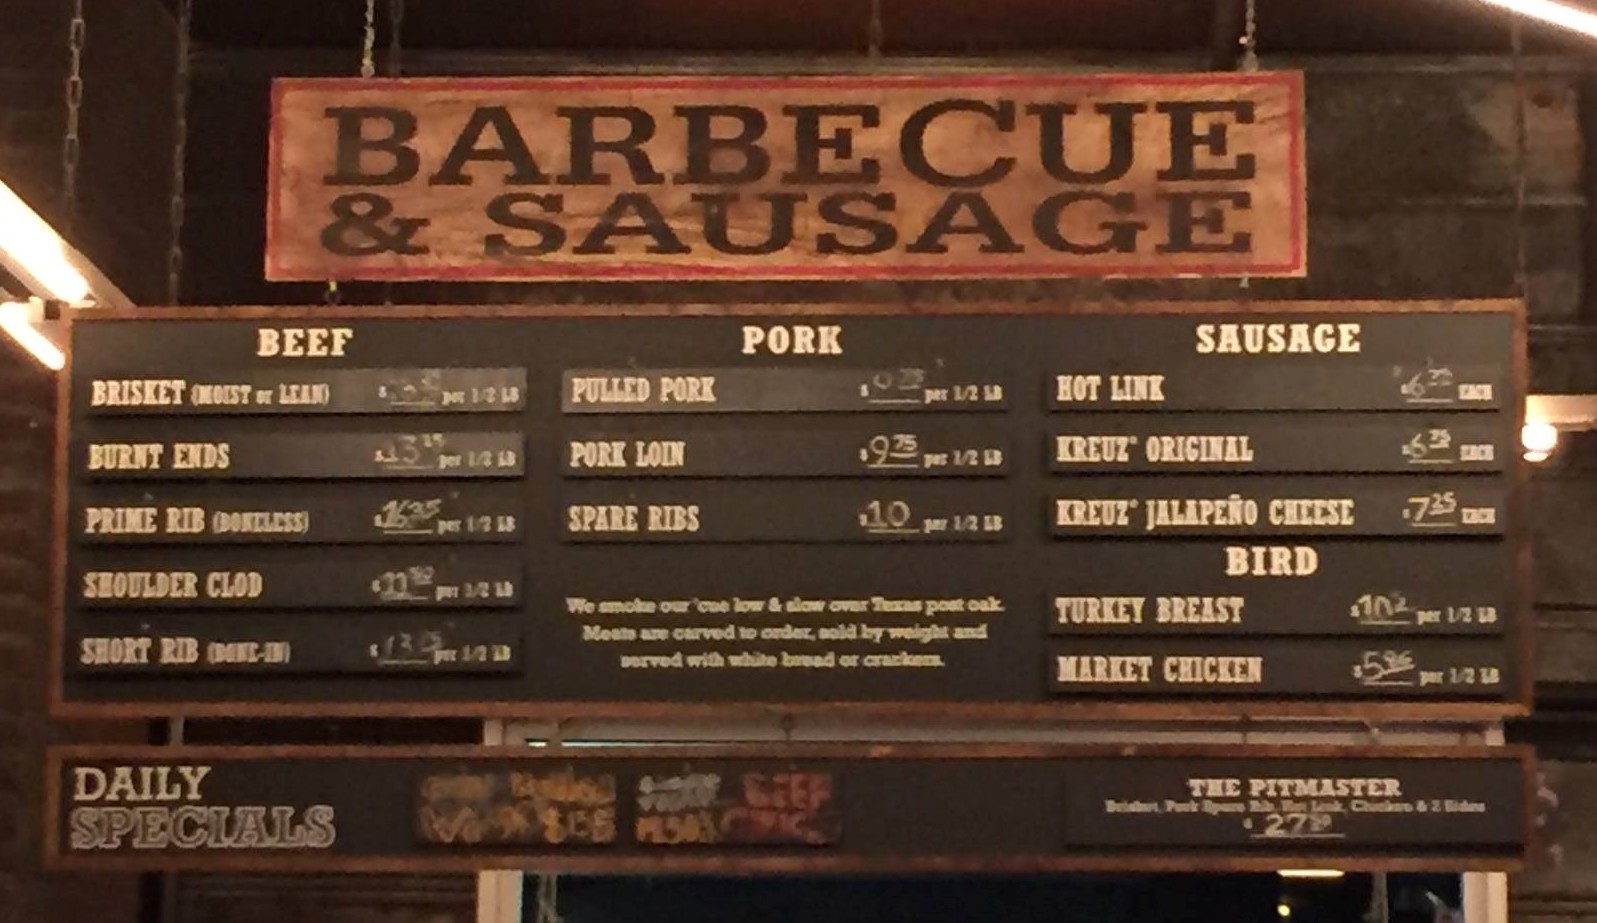 BARBECUE
& SAUSAGE
BEEF
BRISKET (MOIST or LEAN) $ per 1/2 LB
BURNT ENDS $ per 1/2 LB
PRIME RIB (BONELESS) $ per 1/2 LB
SHOULDER CLOD $ per 1/2 LB
SHORT RIB (BONE-IN) $ per 1/2 LB
PORK
PULLED PORK $ per 1/2 LB
PORK LOIN $9.75 per 1/2 LB
SPARE RIBS $10 per 1/2 LB
We smoke our 'cue low & slow over Texas post oak.
Meats are carved to order, sold by weight and
served with white bread or crackers.
SAUSAGE
HOT LINK EACH
KREUZ® ORIGINAL $6.75 EACH
KREUZ® JALAPEÑO CHEESE $7.25 EACH
BIRD
TURKEY BREAST $ per 1/2 LB
MARKET CHICKEN $ per 1/2 LB
DAILY
SPECIALS
THE PITMASTER
Brisket, Pork Spare Rib, Hot Link, Chicken & 2 Sides
$